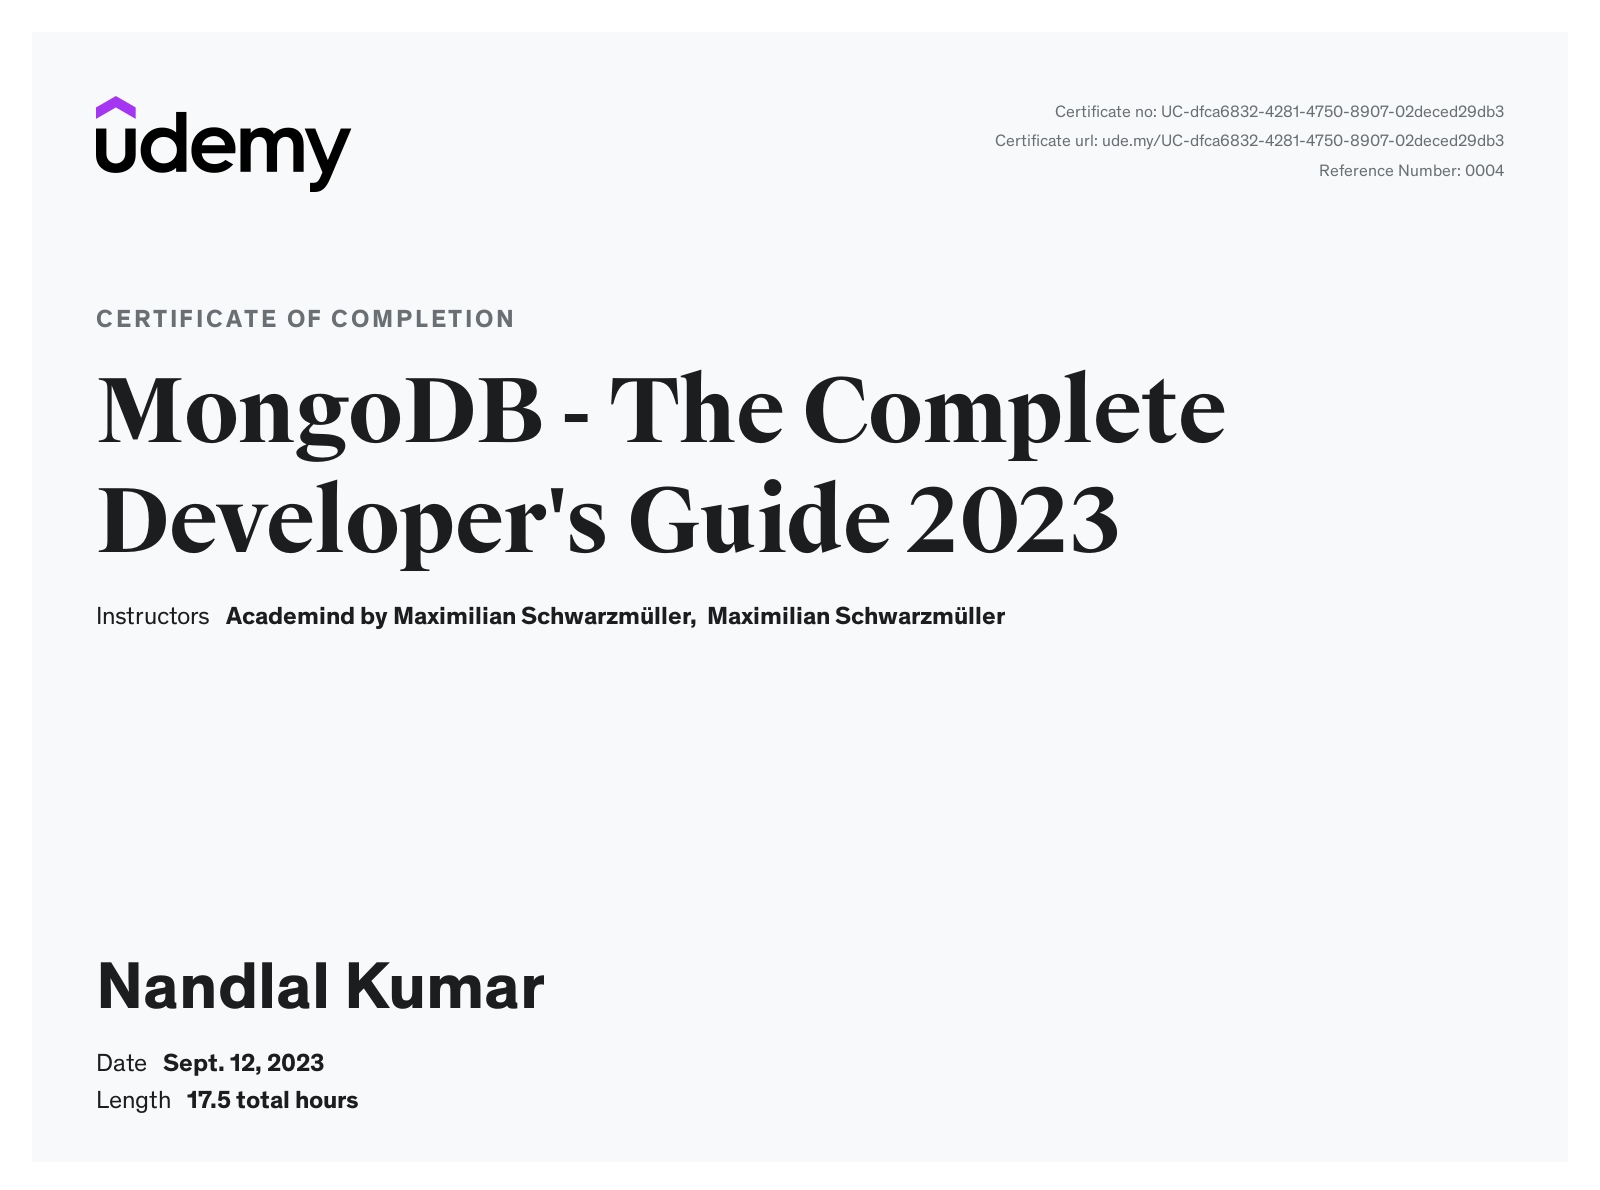 udemy
Certificate no: UC-dfca6832-4281-4750-8907-02deced29db3
Certificate url: ude.my/UC-dfca6832-4281-4750-8907-02deced29db3
Reference Number: 0004
CERTIFICATE OF COMPLETION
MongoDB - The Complete
Developer's Guide 2023
Instructors Academind by Maximilian Schwarzmüller, Maximilian Schwarzmüller
Nandlal Kumar
Date Sept. 12, 2023
Length 17.5 total hours